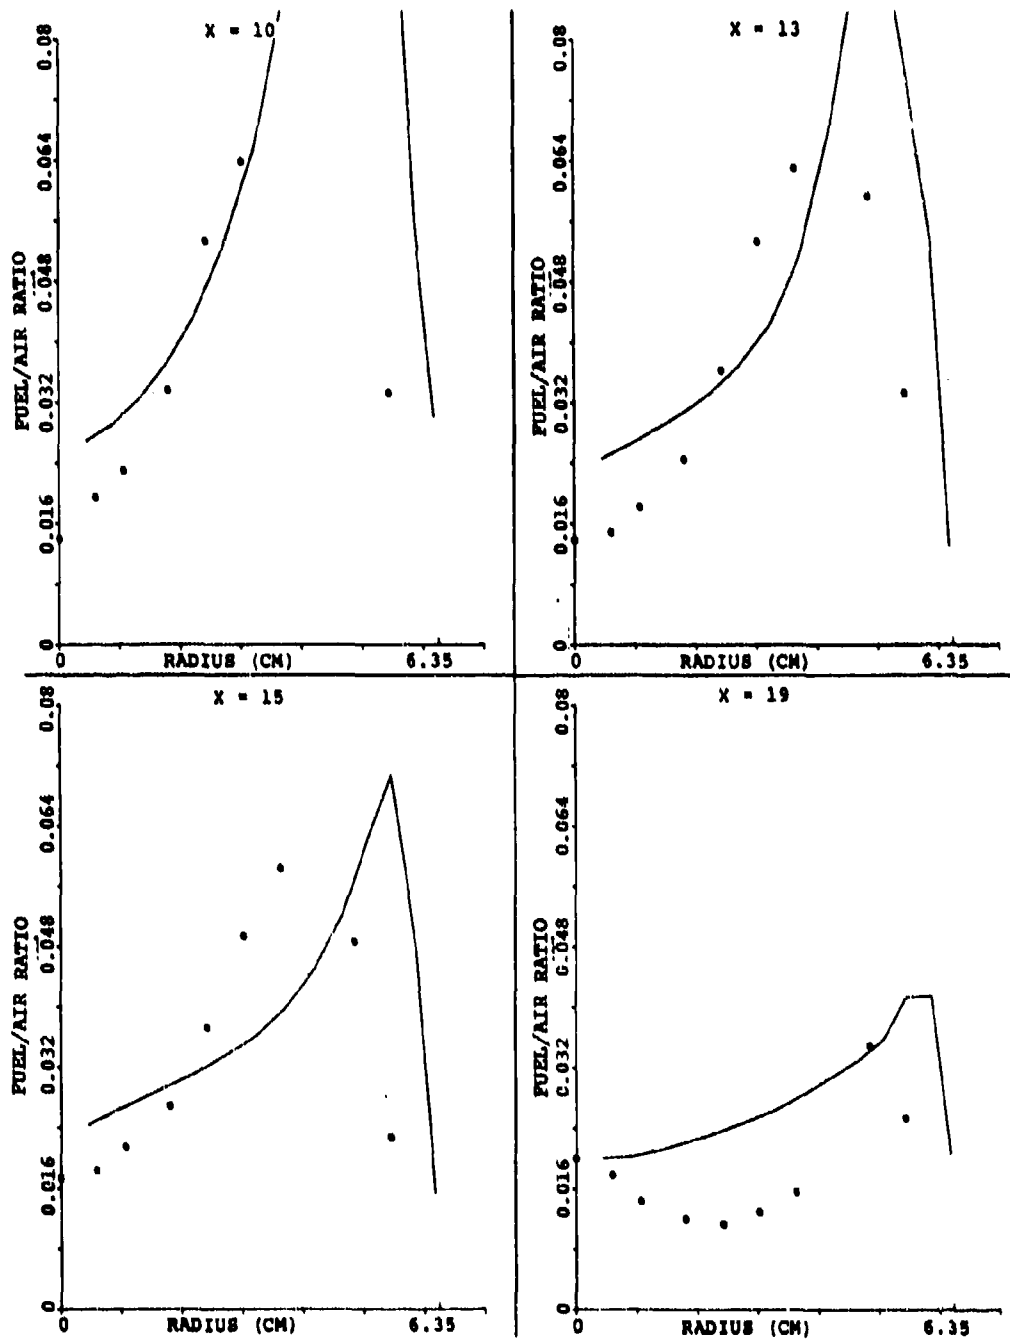 X = 10
0.08
0.064
0.048
0.032
0.016
0
FUEL/AIR RATIO
0
RADIUS (CM)
6.35
X = 13
0.08
0.064
0.048
0.032
0.016
0
FUEL/AIR RATIO
0
RADIUS (CM)
6.35
X = 15
0.08
0.064
0.048
0.032
0.016
0
FUEL/AIR RATIO
0
RADIUS (CM)
6.35
X = 19
0.08
0.064
0.048
0.032
0.016
0
FUEL/AIR RATIO
0
RADIUS (CM)
6.35